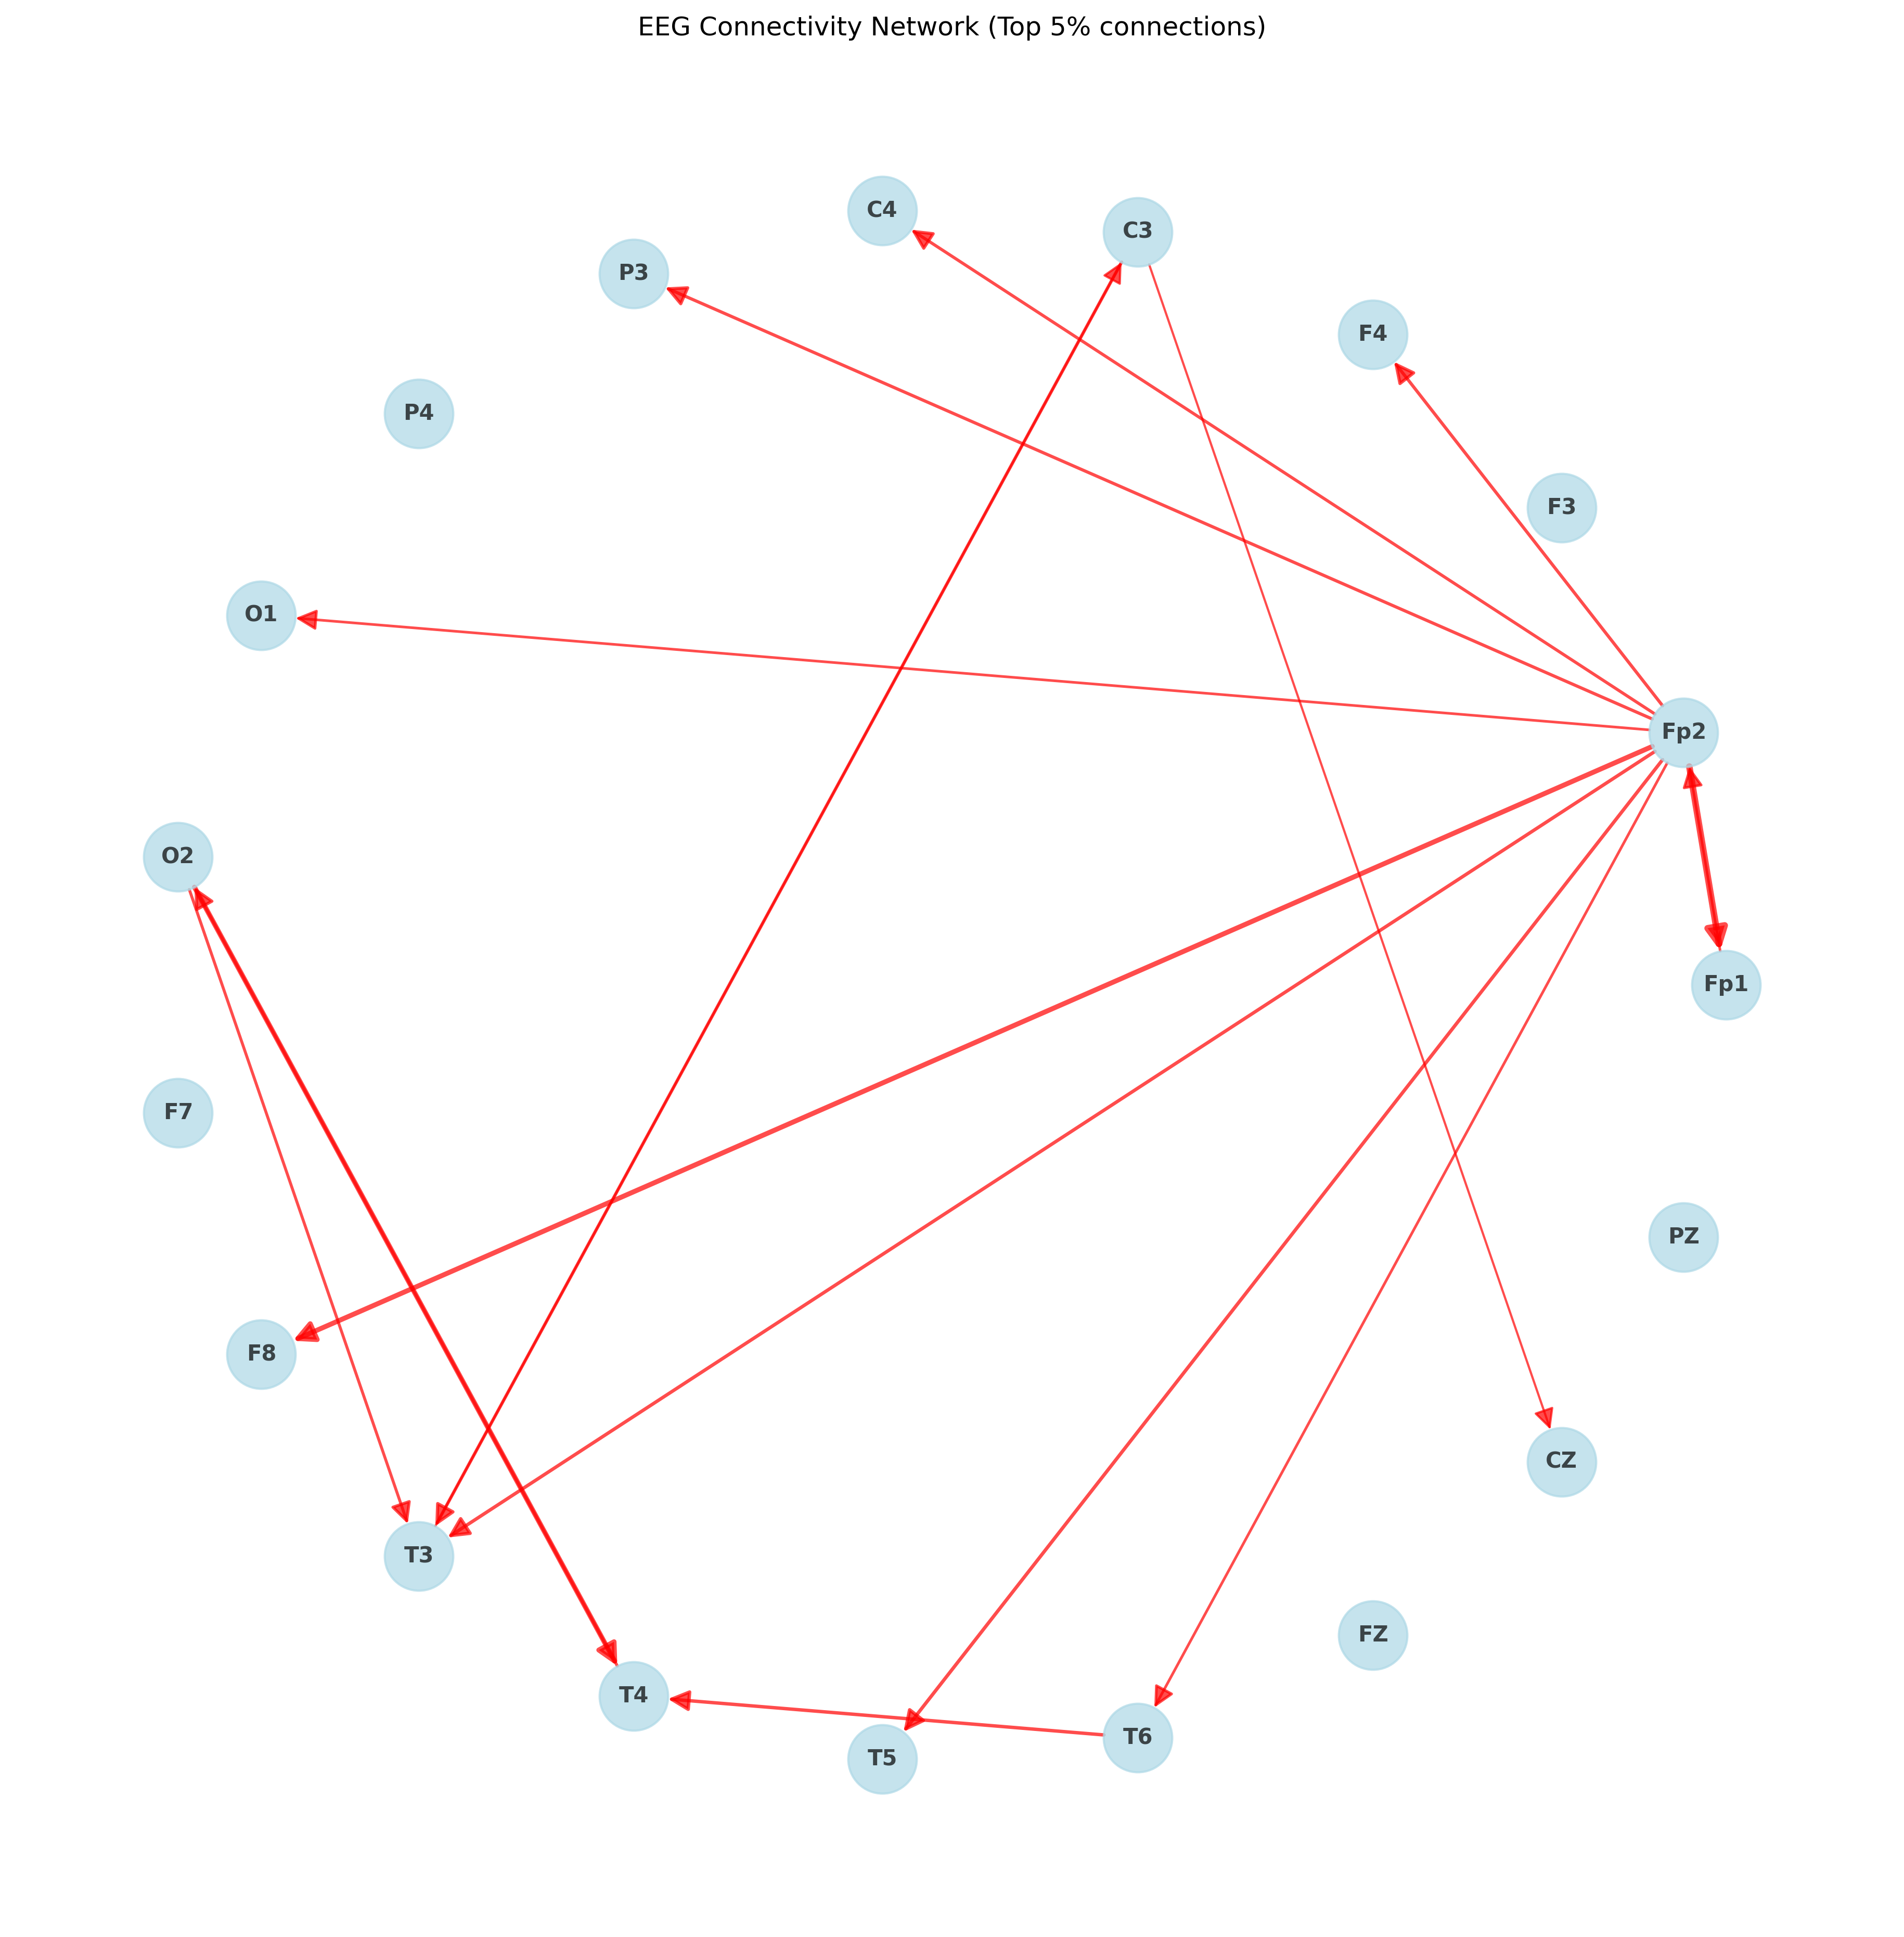 EEG Connectivity Network (Top 5% connections)
C4
C3
P3
F4
P4
F3
O1
Fp2
O2
Fp1
F7
PZ
F8
CZ
T3
FZ
T4
T6
T5